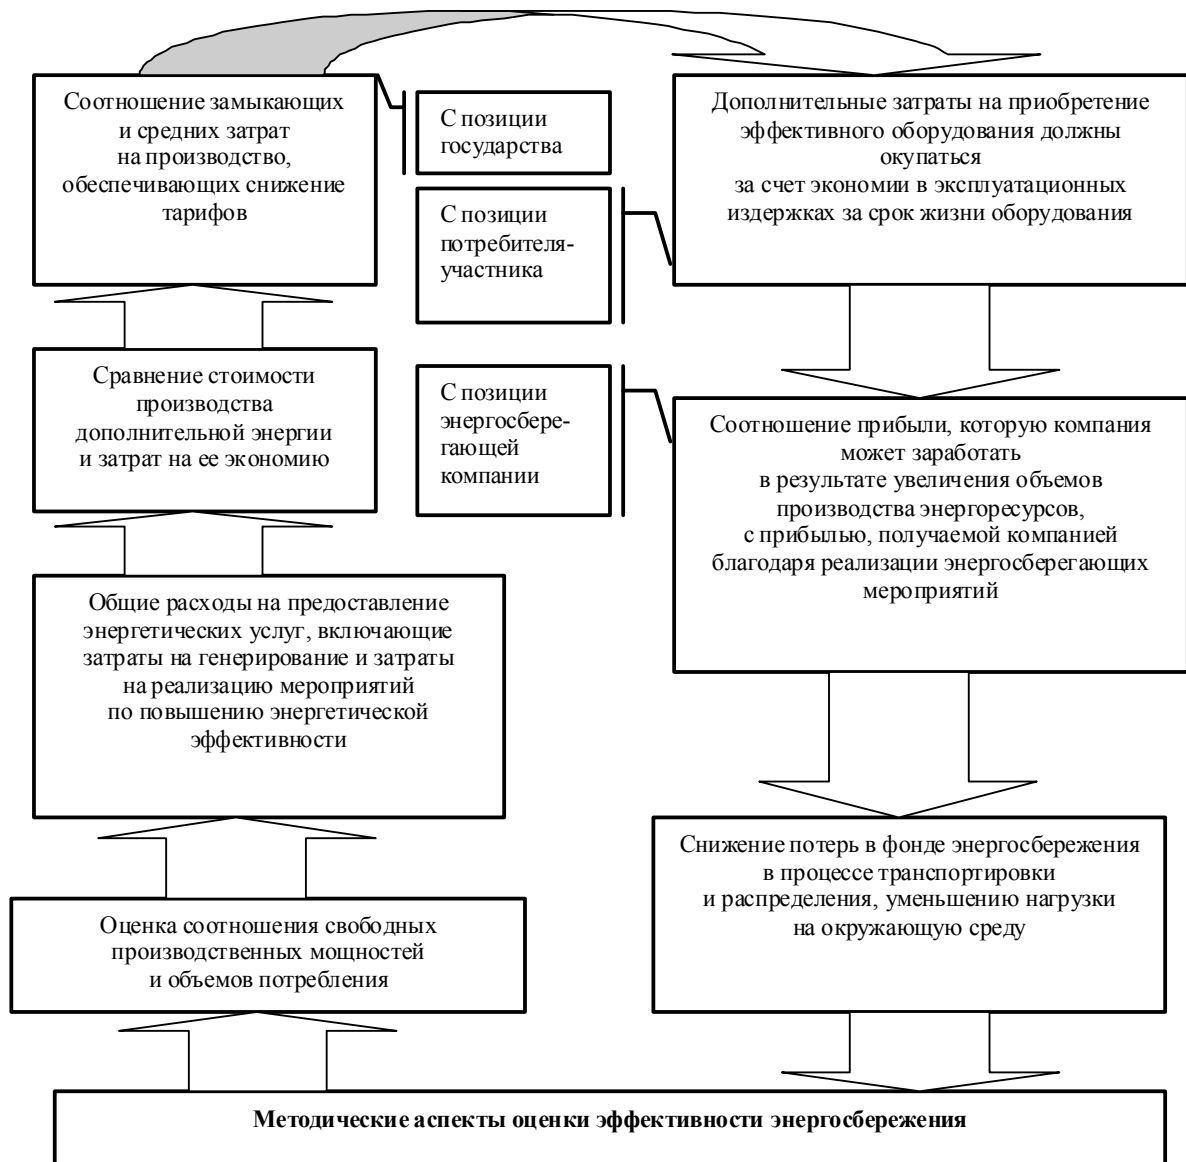 Соотношение замыкающих
и средних затрат
на производство,
обеспечивающих снижение
тарифов
С позиции
государства
Дополнительные затраты на приобретение
эффективного оборудования должны
окупаться
за счет экономии в эксплуатационных
издержках за срок жизни оборудования
С позиции
потребителя-
участника
Сравнение стоимости
производства
дополнительной энергии
и затрат на ее экономию
С позиции
энергосбере-
гающей
компании
Соотношение прибыли, которую компания
может заработать
в результате увеличения объемов
производства энергоресурсов,
с прибылью, получаемой компанией
благодаря реализации энергосберегающих
мероприятий
Общие расходы на предоставление
энергетических услуг, включающие
затраты на генерирование и затраты
на реализацию мероприятий
по повышению энергетической
эффективности
Снижение потерь в фонде энергосбережения
в процессе транспортировки
и распределения, уменьшению нагрузки
на окружающую среду
Оценка соотношения свободных
производственных мощностей
и объемов потребления
Методические аспекты оценки эффективности энергосбережения